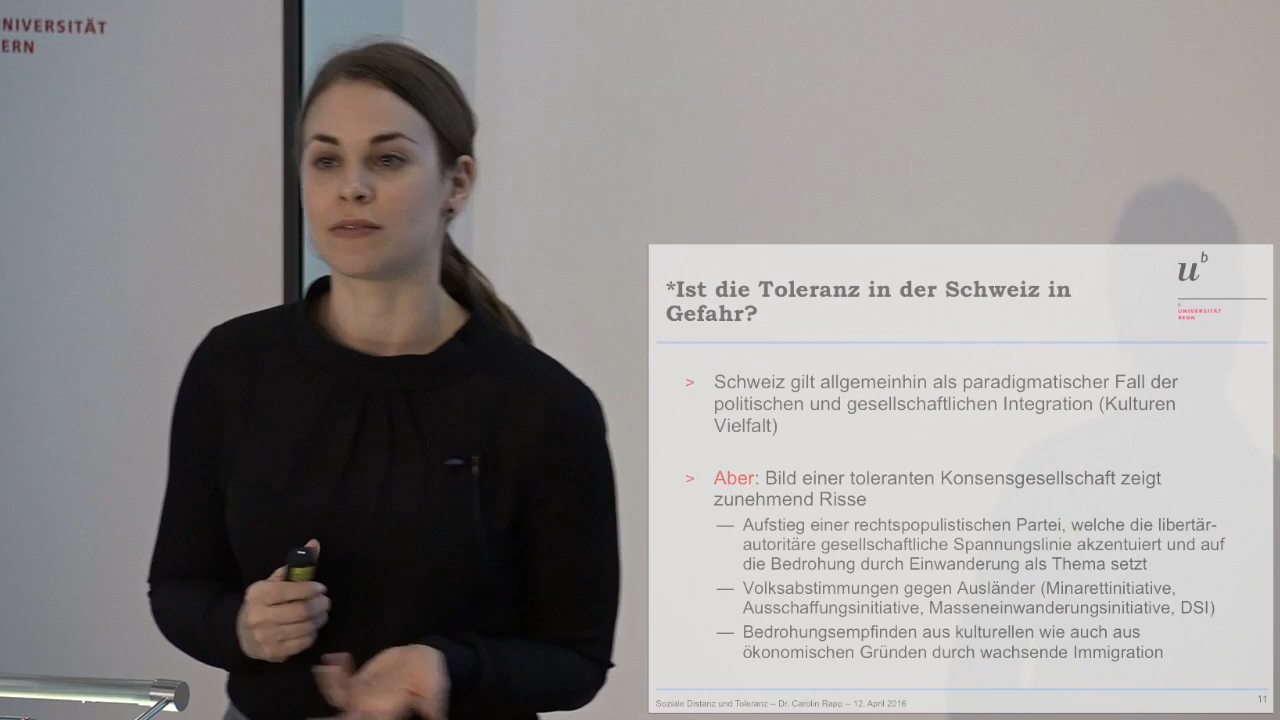 NIVERSITÄT
ERN
u b
*Ist die Toleranz in der Schweiz in
Gefahr?
UNIVERSITÄT
BERN
> Schweiz gilt allgemeinhin als paradigmatischer Fall der
politischen und gesellschaftlichen Integration (Kulturen
Vielfalt)
> Aber: Bild einer toleranten Konsensgesellschaft zeigt
zunehmend Risse
— Aufstieg einer rechtspopulistischen Partei, welche die libertär-
autoritäre gesellschaftliche Spannungslinie akzentuiert und auf
die Bedrohung durch Einwanderung als Thema setzt
— Volksabstimmungen gegen Ausländer (Minarettinitiative,
Ausschaffungsinitiative, Masseneinwanderungsinitiative, DSI)
— Bedrohungsempfinden aus kulturellen wie auch aus
ökonomischen Gründen durch wachsende Immigration
Soziale Distanz und Toleranz – Dr. Carolin Rapp – 12. April 2016
11